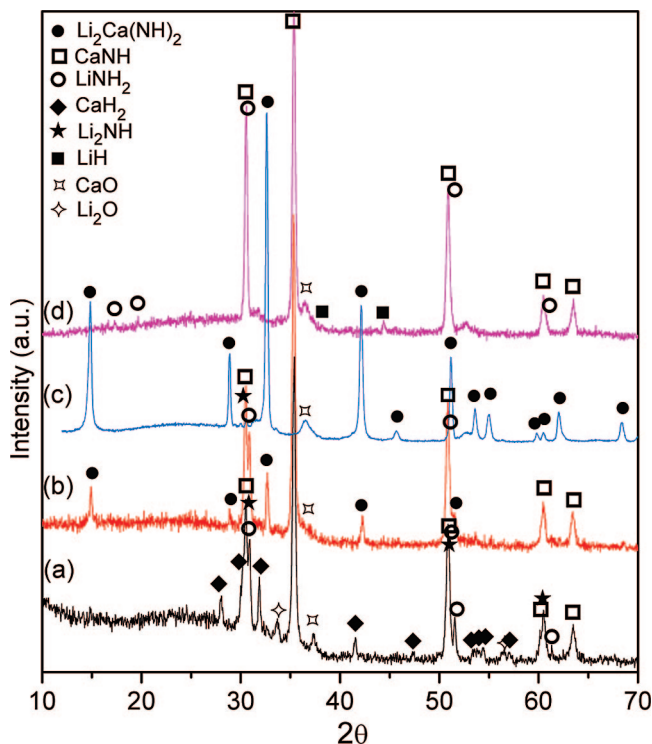 Li₂Ca(NH)₂
CaNH
LiNH₂
CaH₂
Li₂NH
LiH
CaO
Li₂O
(d)
(c)
(b)
(a)
Intensity (a.u.)
10 20 30 40 50 60 70
2θ